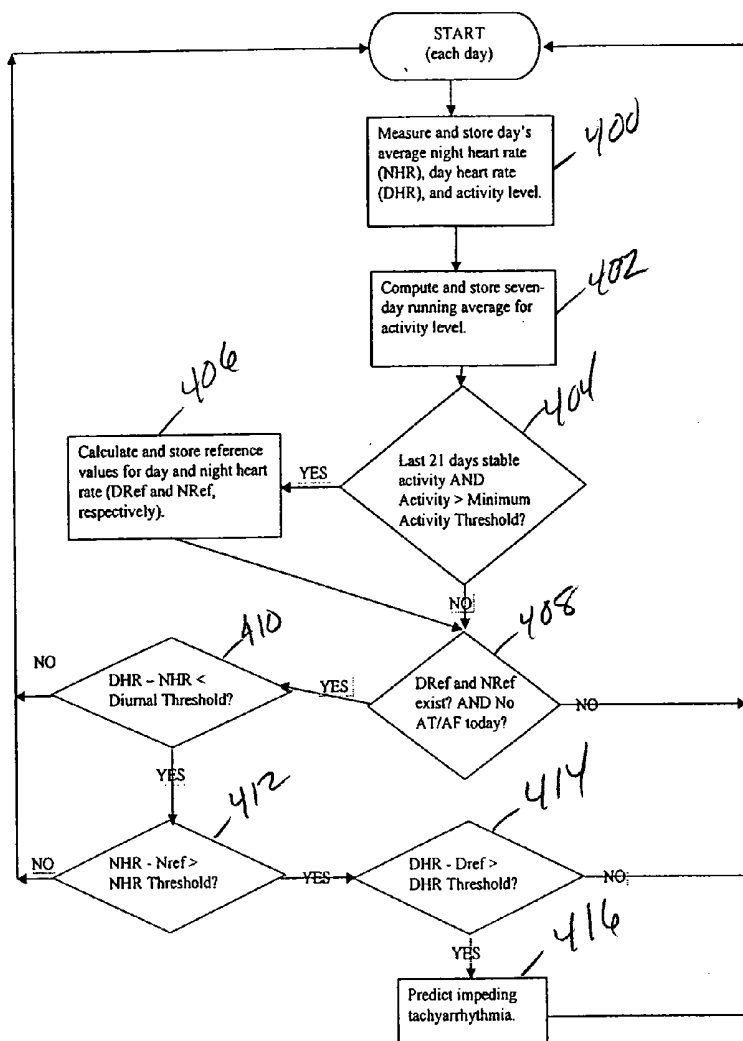 START
(each day)
Measure and store day's
average night heart rate
(NHR), day heart rate
(DHR), and activity level.
400
Compute and store seven-
day running average for
activity level.
402
404
406
Calculate and store reference
values for day and night heart
rate (DRef and NRef,
respectively).
YES
Last 21 days stable
activity AND
Activity > Minimum
Activity Threshold?
NO
408
410
NO
DHR – NHR <
Diurnal Threshold?
YES
DRef and NRef
exist? AND No
AT/AF today?
NO
YES
412
414
NO
NHR - Nref >
NHR Threshold?
YES
DHR - Dref >
DHR Threshold?
NO
YES
416
Predict impeding
tachyarrhythmia.